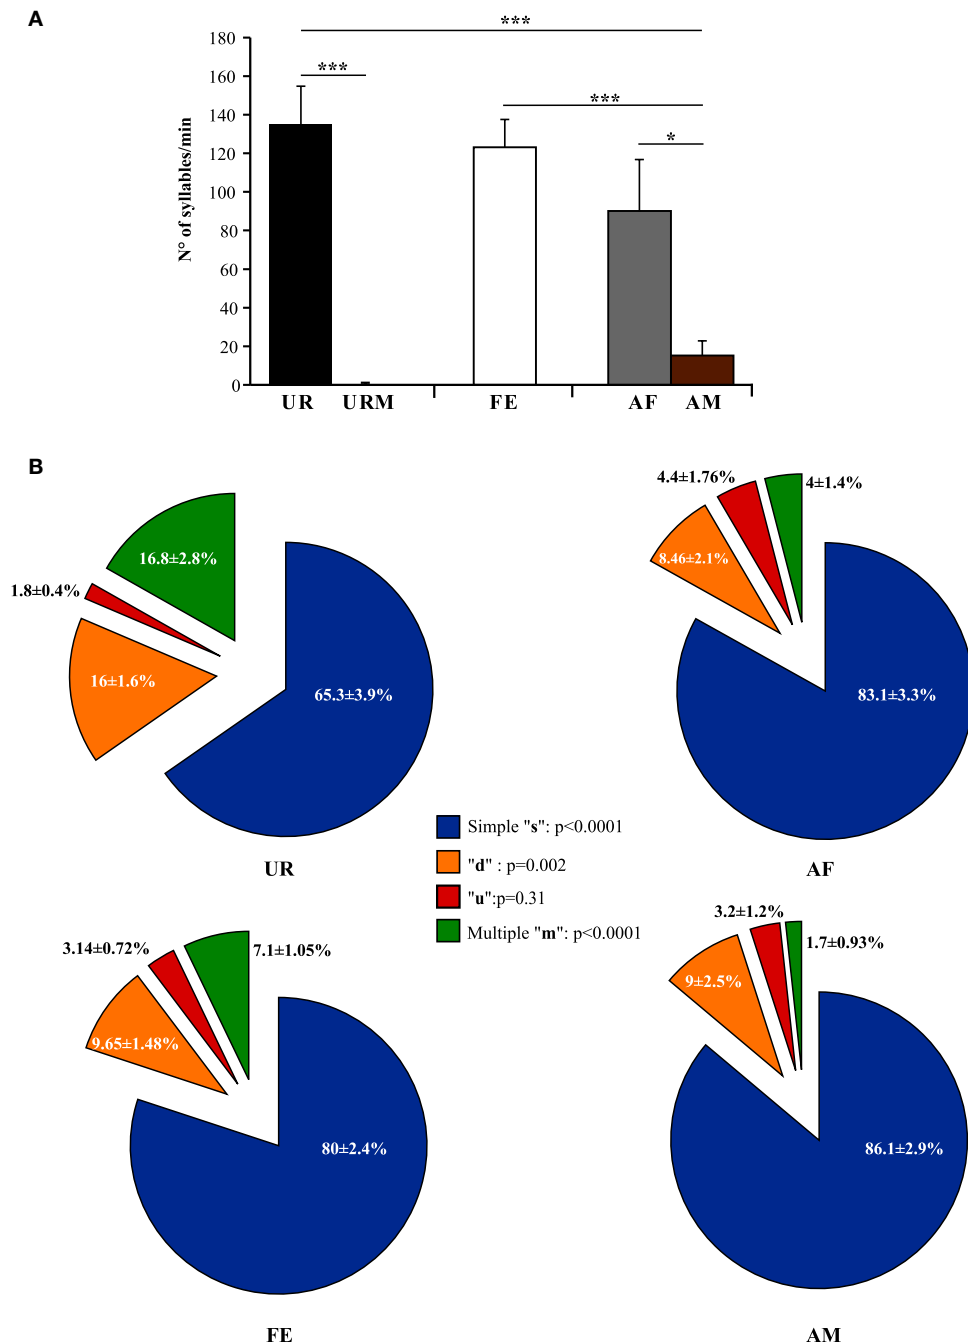 A
***
180
160
***
140
***
120
*
100
80
60
40
20
0
N° of syllables/min
UR URM FE AF AM
B
16.8±2.8%
1.8±0.4%
16±1.6%
65.3±3.9%
UR
4.4±1.76%
4±1.4%
8.46±2.1%
83.1±3.3%
AF
Simple "s": p<0.0001
"d" : p=0.002
"u":p=0.31
Multiple "m": p<0.0001
3.14±0.72%
7.1±1.05%
9.65±1.48%
80±2.4%
FE
3.2±1.2%
1.7±0.93%
9±2.5%
86.1±2.9%
AM